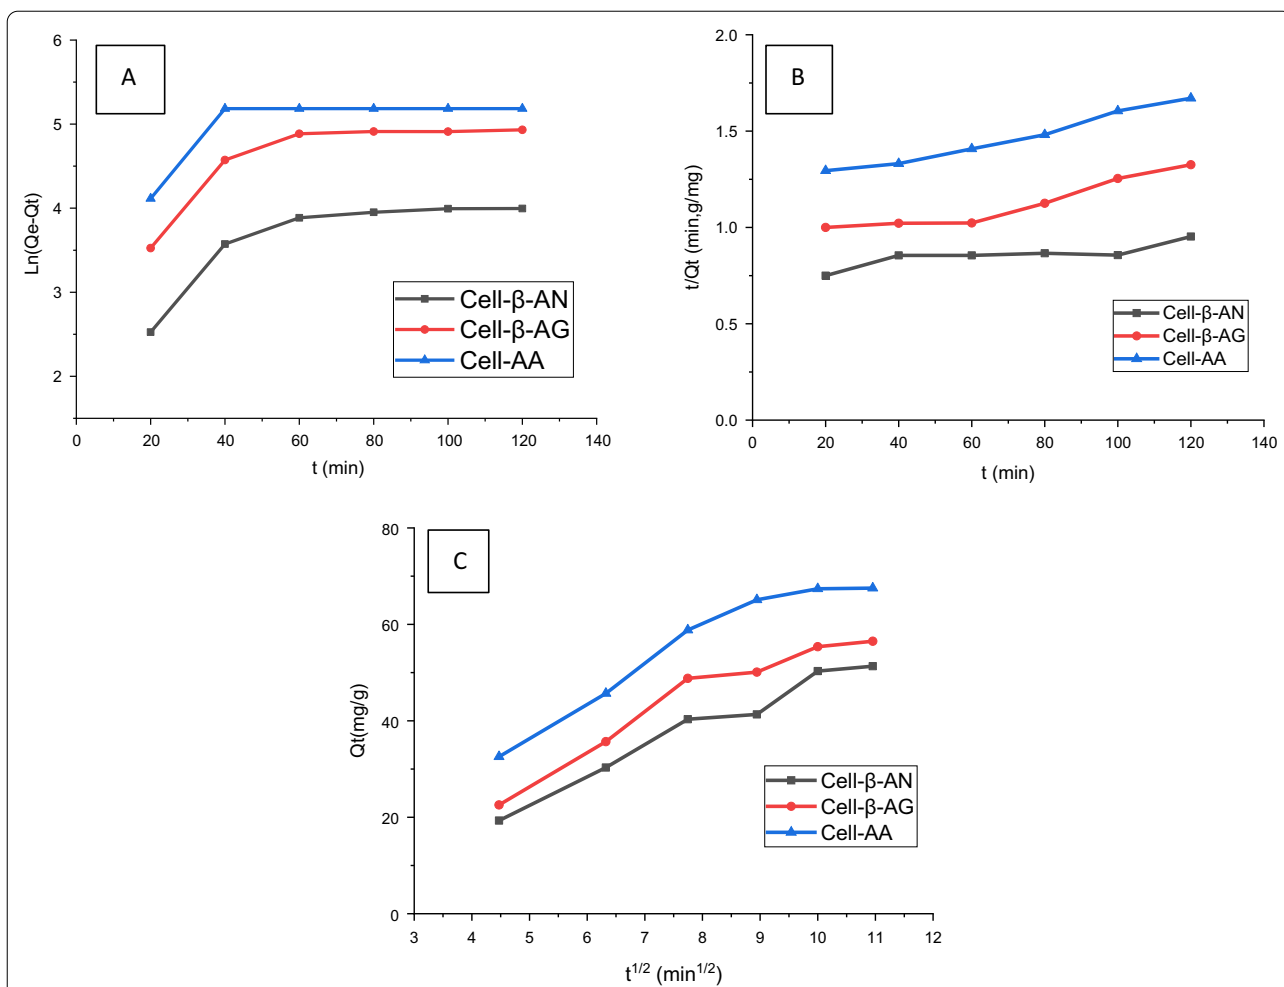 A
Ln(Qe-Qt)
6
5
4
3
2
0 20 40 60 80 100 120 140
t (min)
Cell-β-AN
Cell-β-AG
Cell-AA
B
t/Qt (min,g/mg)
2.0
1.5
1.0
0.5
0.0
0 20 40 60 80 100 120 140
t (min)
Cell-β-AN
Cell-β-AG
Cell-AA
C
Qt(mg/g)
80
60
40
20
0
3 4 5 6 7 8 9 10 11 12
t^1/2 (min^1/2)
Cell-β-AN
Cell-β-AG
Cell-AA